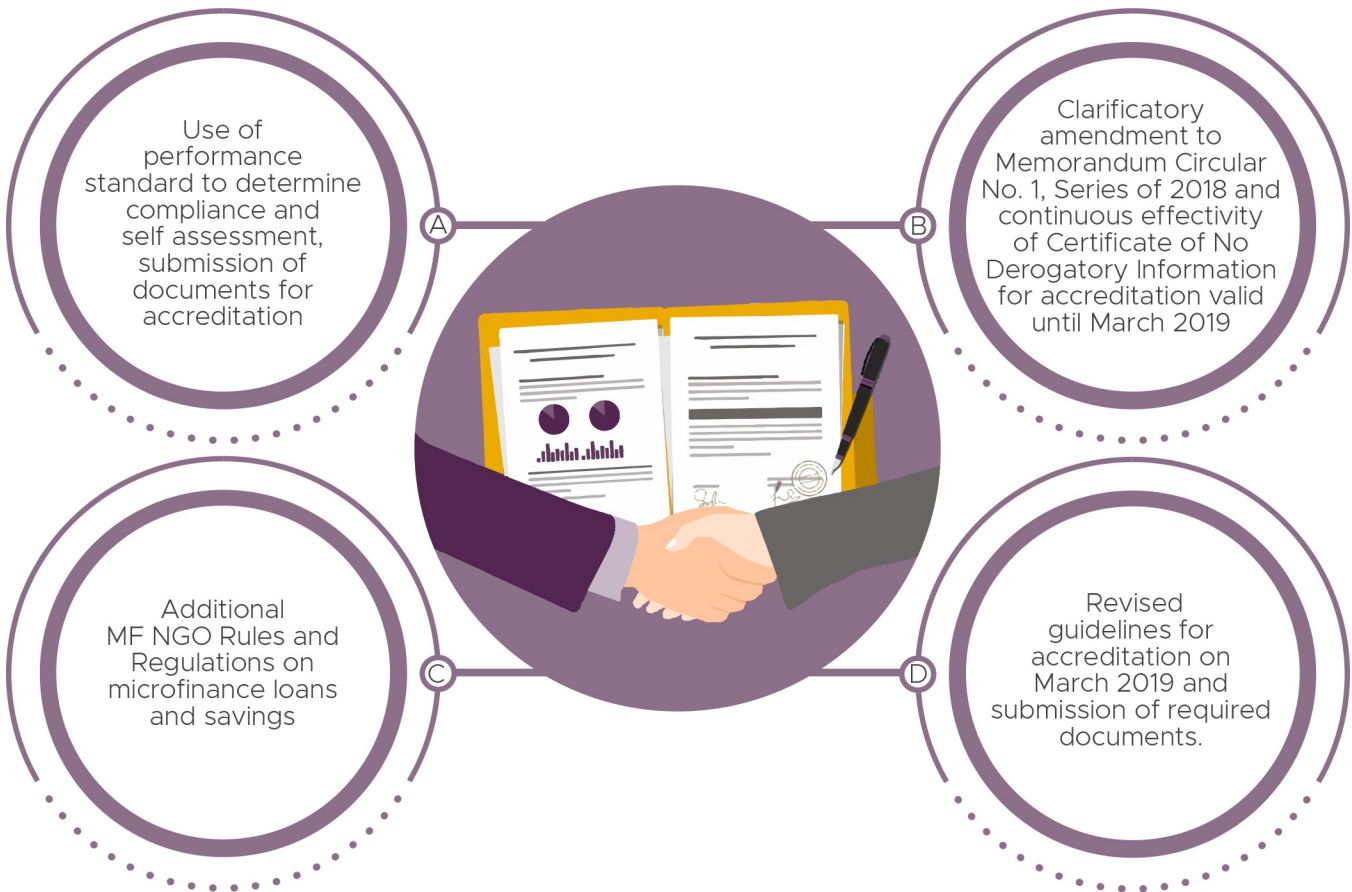 Use of
performance
standard to determine
compliance and
self assessment,
submission of
documents for
accreditation
A
Clarificatory
amendment to
Memorandum Circular
No. 1, Series of 2018 and
continuous effectivity
of Certificate of No
Derogatory Information
for accreditation valid
until March 2019
B
Additional
MF NGO Rules and
Regulations on
microfinance loans
and savings
C
Revised
guidelines for
accreditation on
March 2019 and
submission of required
documents.
D